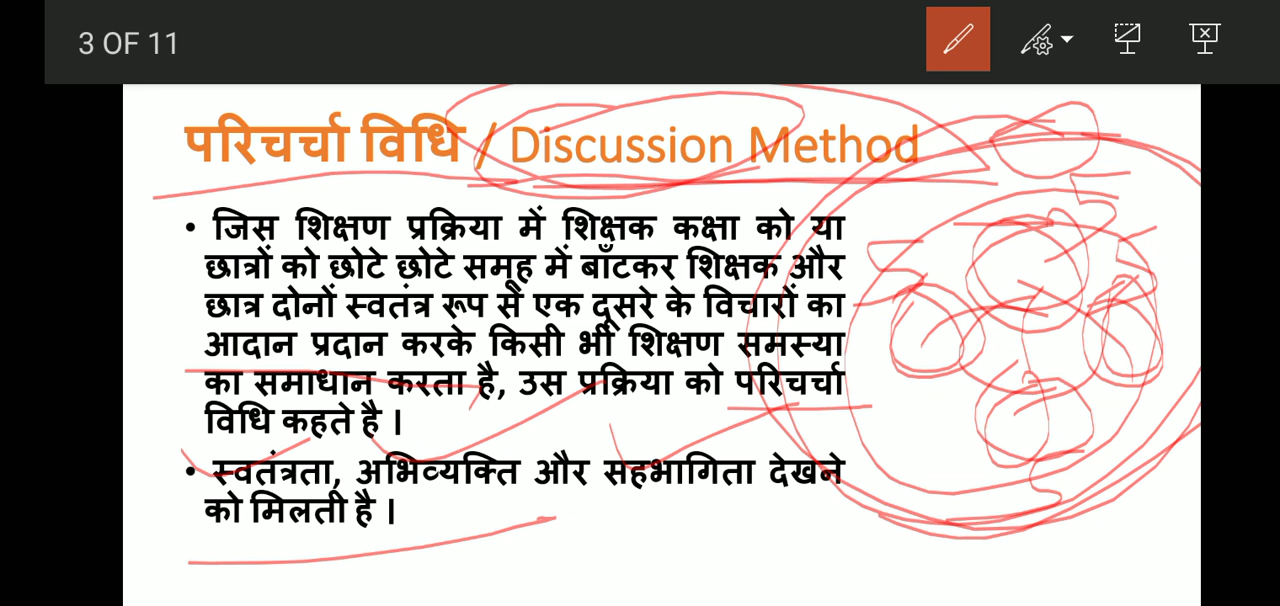 3 OF 11
परिचर्चा विधि / Discussion Method
• जिस शिक्षण प्रक्रिया में शिक्षक कक्षा को या
छात्रों को छोटे छोटे समूह में बाँटकर शिक्षक और
छात्र दोनों स्वतंत्र रूप से एक दूसरे के विचारों का
आदान प्रदान करके किसी भी शिक्षण समस्या
का समाधान करता है, उस प्रक्रिया को परिचर्चा
विधि कहते है ।
• स्वतंत्रता, अभिव्यक्ति और सहभागिता देखने
को मिलती है ।